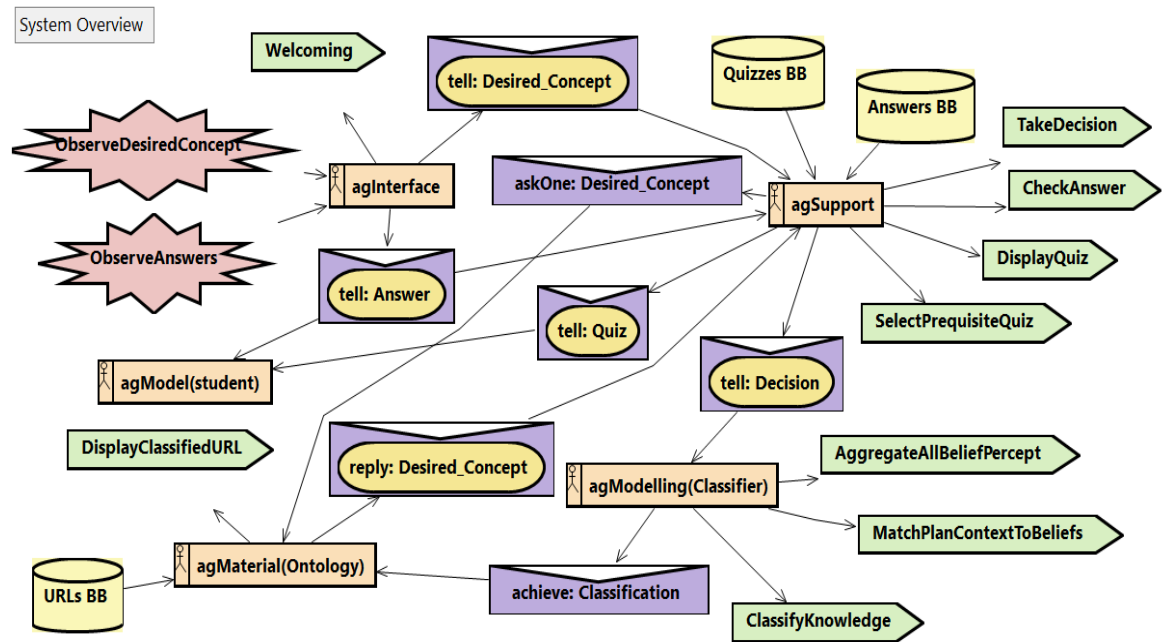 System Overview
Welcoming
tell: Desired_Concept
Quizzes BB
Answers BB
TakeDecision
ObserveDesiredConcept
agInterface
askOne: Desired_Concept
agSupport
CheckAnswer
ObserveAnswers
DisplayQuiz
tell: Answer
tell: Quiz
SelectPrequisiteQuiz
agModel(student)
tell: Decision
DisplayClassifiedURL
reply: Desired_Concept
AggregateAllBeliefPercept
agModelling(Classifier)
MatchPlanContextToBeliefs
agMaterial(Ontology)
URLs BB
achieve: Classification
ClassifyKnowledge